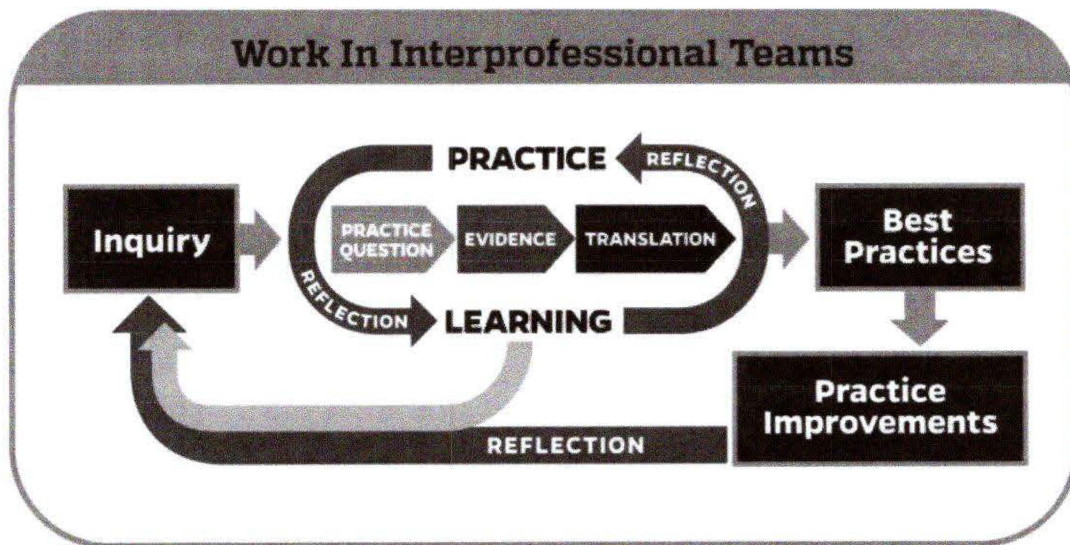 Work In Interprofessional Teams
PRACTICE
REFLECTION
Inquiry
PRACTICE
QUESTION
EVIDENCE
TRANSLATION
Best
Practices
REFLECTION
LEARNING
Practice
Improvements
REFLECTION